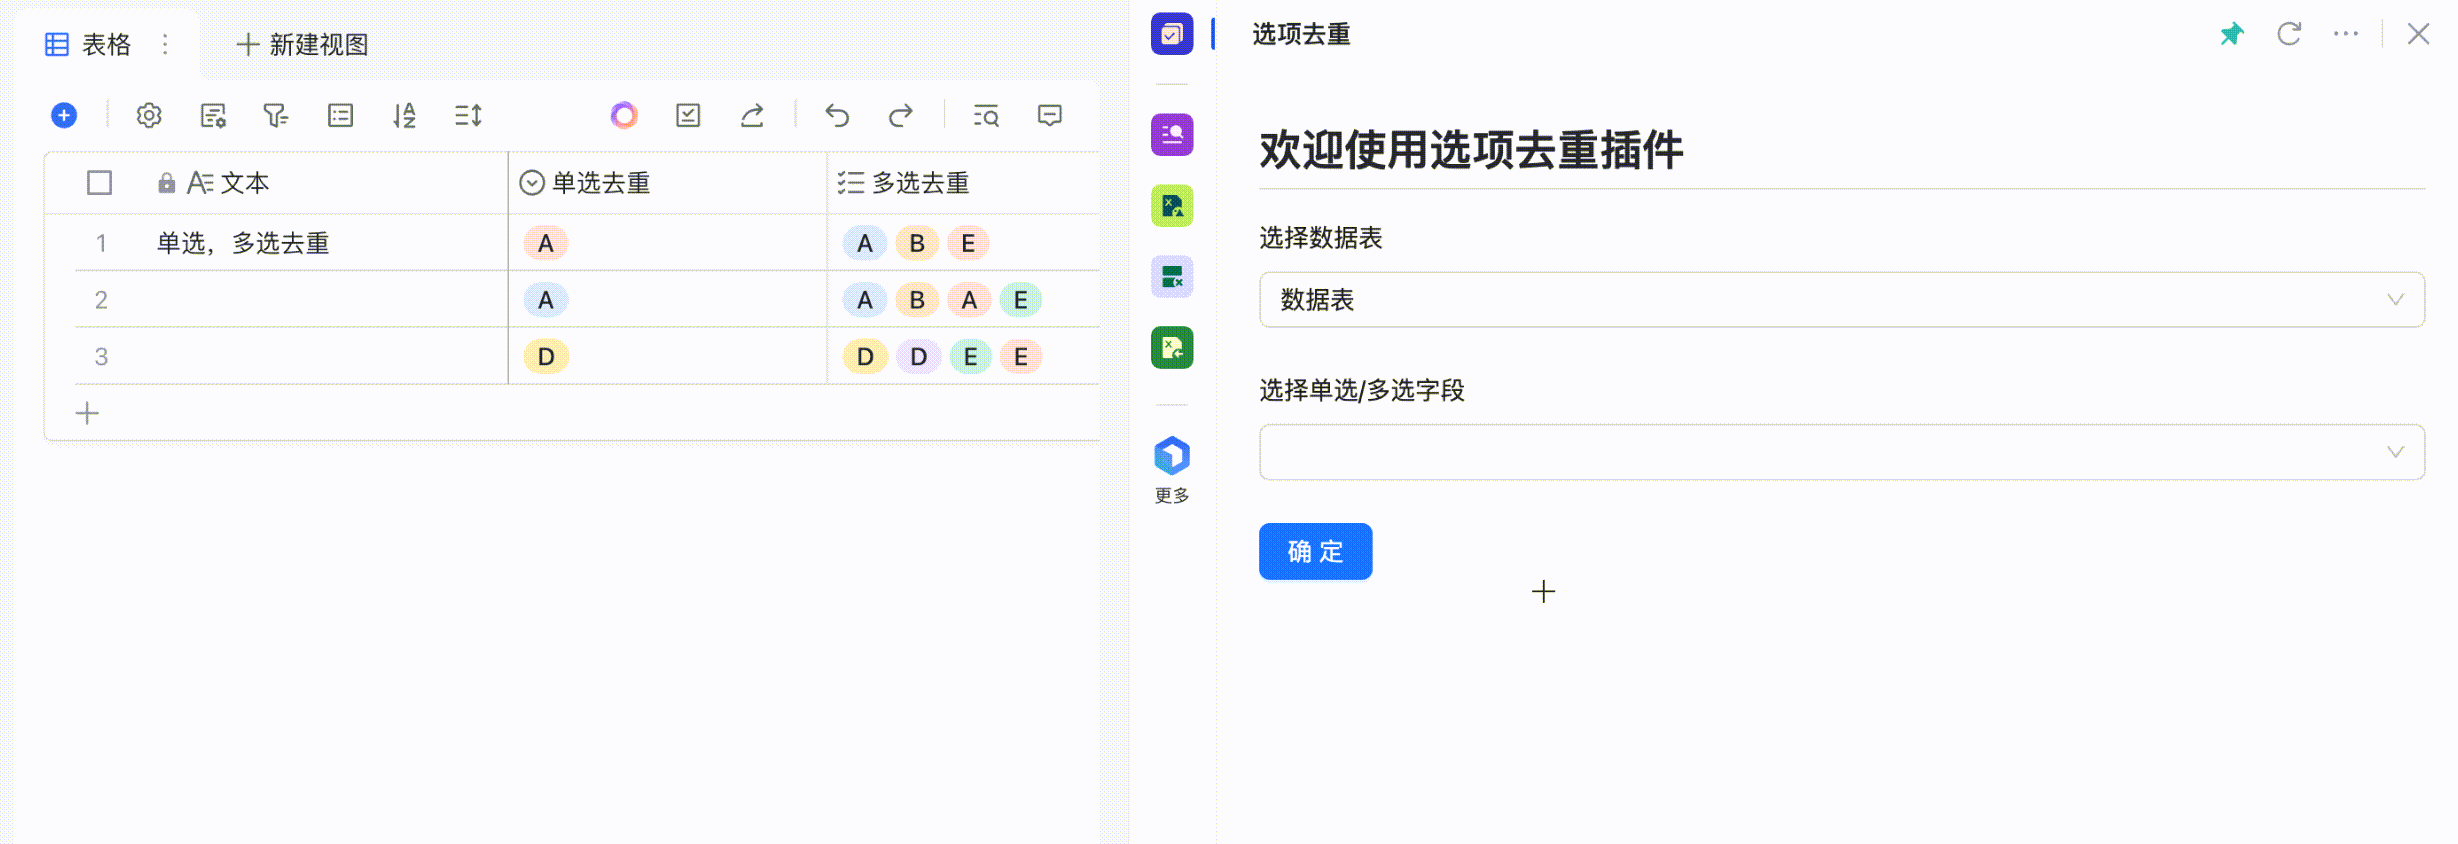 表格
新建视图
文本 单选去重 多选去重
1 单选，多选去重 A A B E
2 A A B A E
3 D D D E E
更多
选项去重
欢迎使用选项去重插件
选择数据表
数据表
选择单选/多选字段
确定